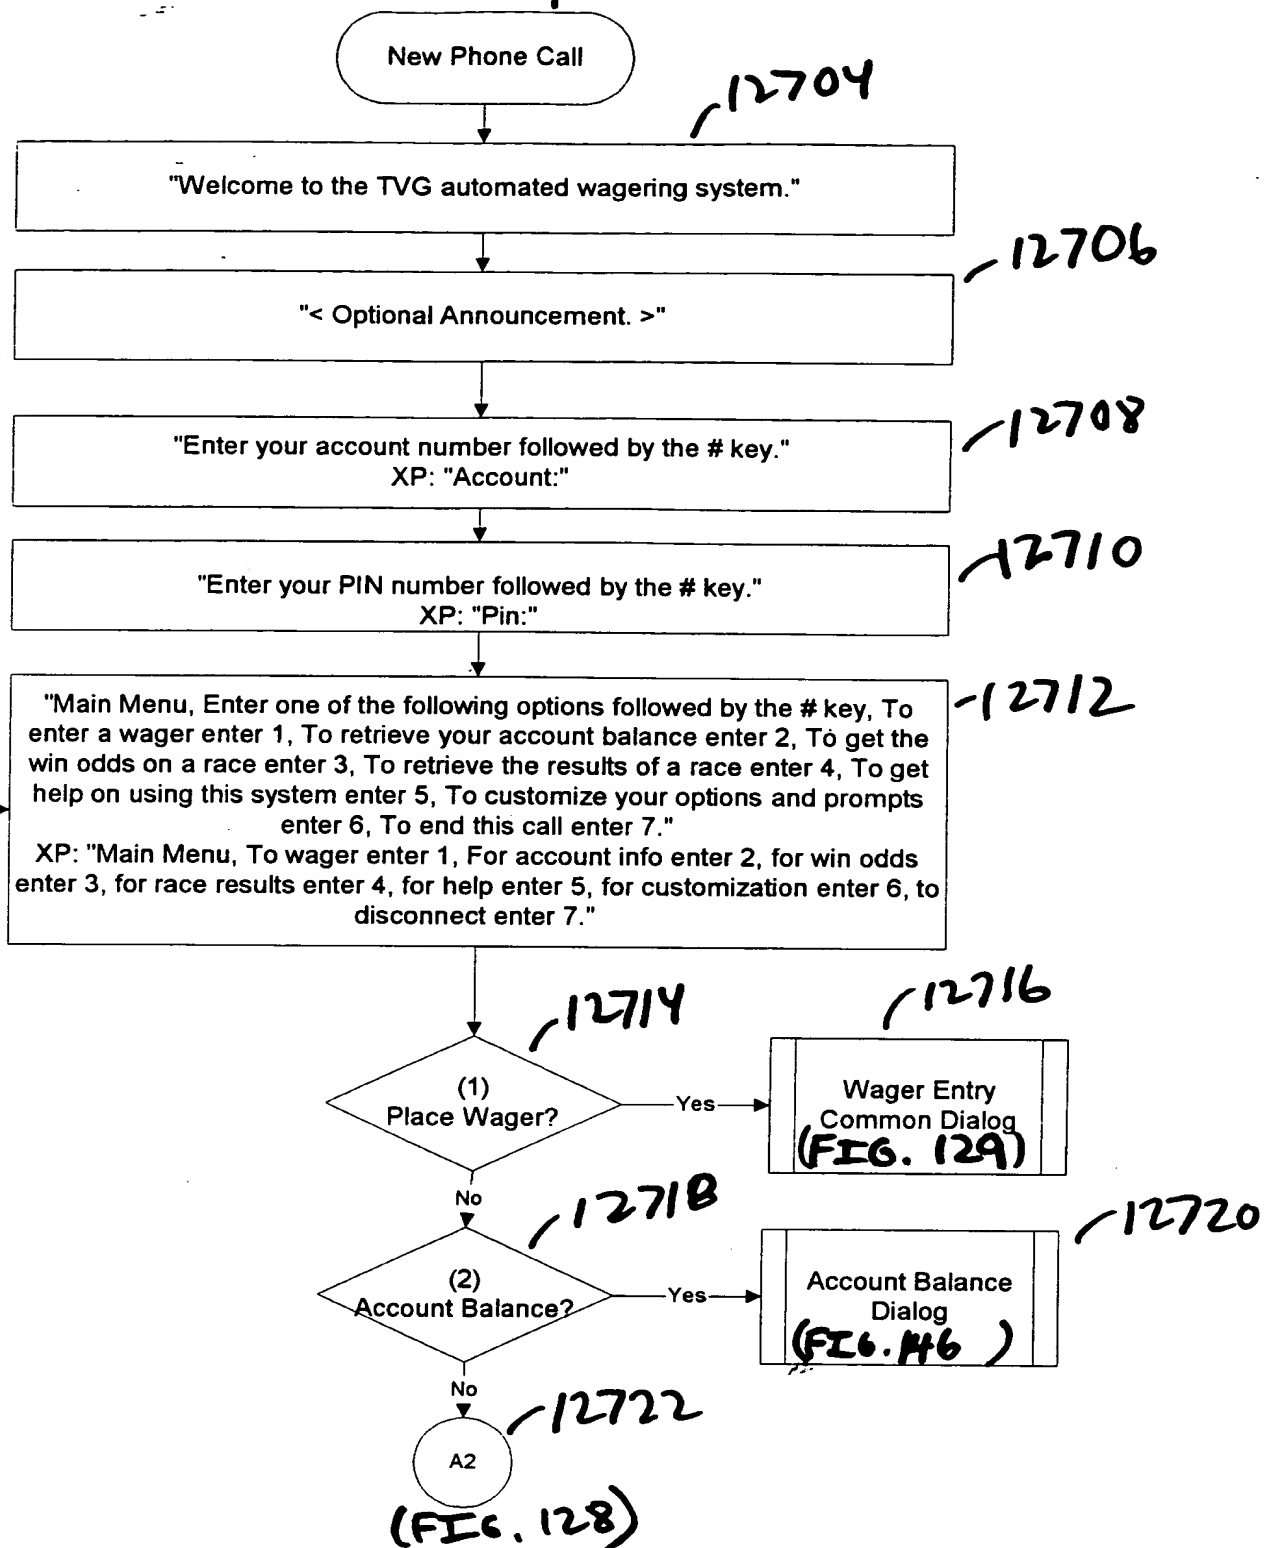 New Phone Call
12704
"Welcome to the TVG automated wagering system."
12706
"< Optional Announcement. >"
12708
"Enter your account number followed by the # key."
XP: "Account:"
12710
"Enter your PIN number followed by the # key."
XP: "Pin:"
12712
"Main Menu, Enter one of the following options followed by the # key, To
enter a wager enter 1, To retrieve your account balance enter 2, To get the
win odds on a race enter 3, To retrieve the results of a race enter 4, To get
help on using this system enter 5, To customize your options and prompts
enter 6, To end this call enter 7."
XP: "Main Menu, To wager enter 1, For account info enter 2, for win odds
enter 3, for race results enter 4, for help enter 5, for customization enter 6, to
disconnect enter 7."
12714
12716
(1)
Place Wager?
Yes
Wager Entry
Common Dialog
(FIG. 129)
No
12718
12720
(2)
Account Balance?
Yes
Account Balance
Dialog
(FIG. 146)
No
12722
A2
(FIG. 128)